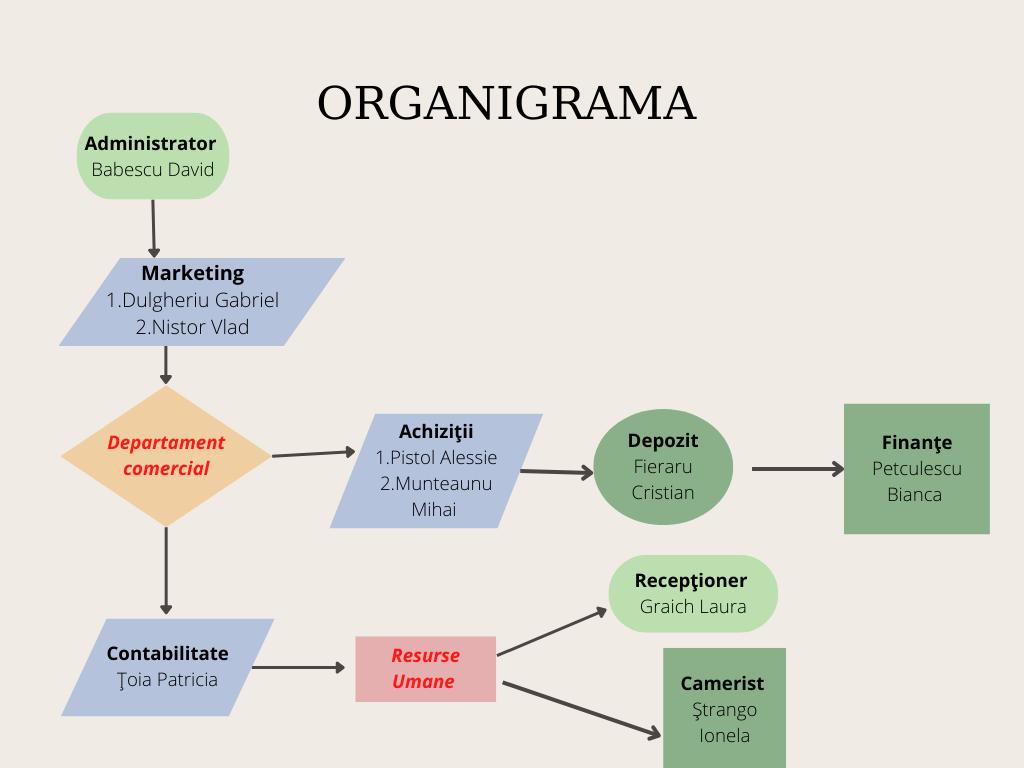 ORGANIGRAMA
Administrator
Babescu David
Marketing
1.Dulgheriu Gabriel
2.Nistor Vlad
Departament
comercial
Achiziţii
1.Pistol Alessie
2.Munteaunu
Mihai
Depozit
Fieraru
Cristian
Finanţe
Petculescu
Bianca
Contabilitate
Ţoia Patricia
Resurse
Umane
Recepţioner
Graich Laura
Camerist
Ştrango
Ionela